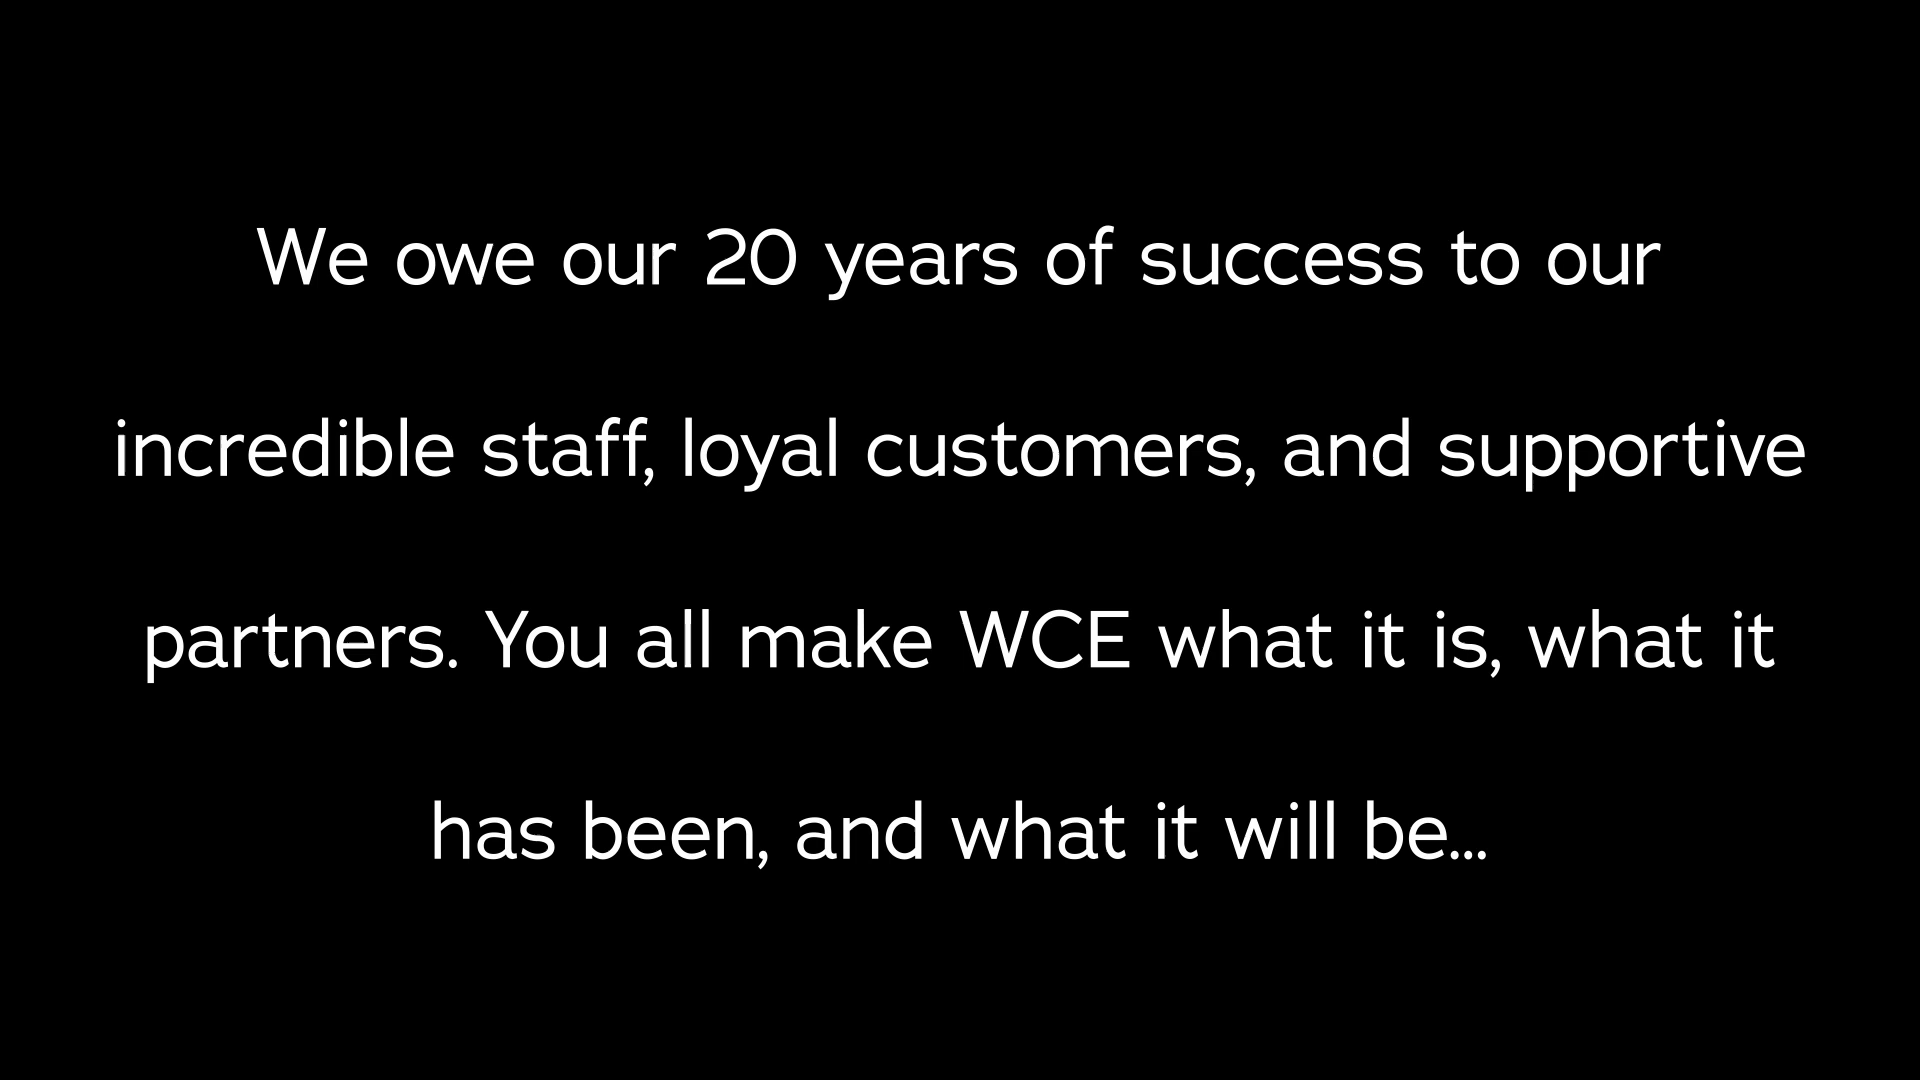 We owe our 20 years of success to our
incredible staff, loyal customers, and supportive
partners. You all make WCE what it is, what it
has been, and what it will be...